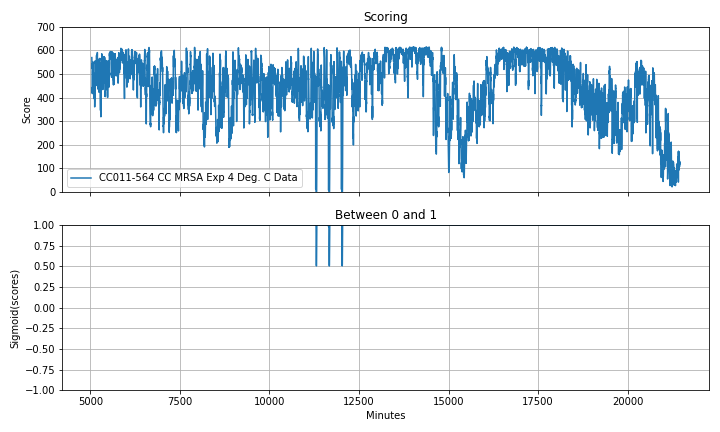 Scoring
700
600
500
400
300
200
100
0
Score
CC011-564 CC MRSA Exp 4 Deg. C Data
Between 0 and 1
1.00
0.75
0.50
0.25
0.00
−0.25
−0.50
−0.75
−1.00
Sigmoid(scores)
5000 7500 10000 12500 15000 17500 20000
Minutes